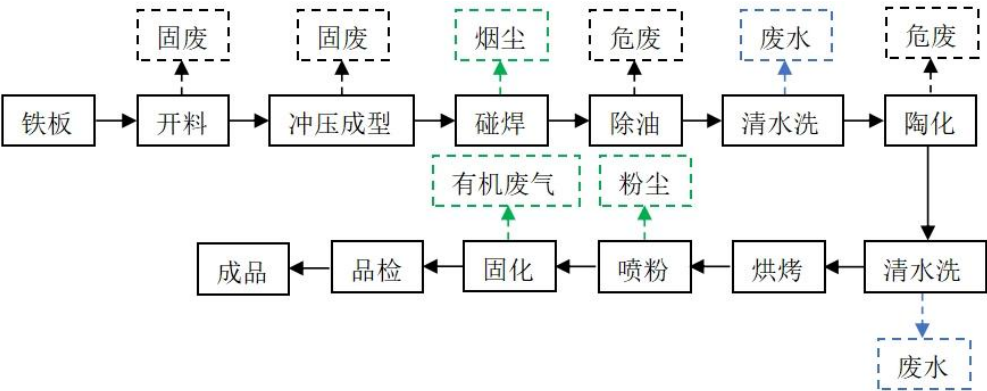 固废
固废
烟尘
危废
废水
危废
铁板
开料
冲压成型
碰焊
除油
清水洗
陶化
有机废气
粉尘
成品
品检
固化
喷粉
烘烤
清水洗
废水